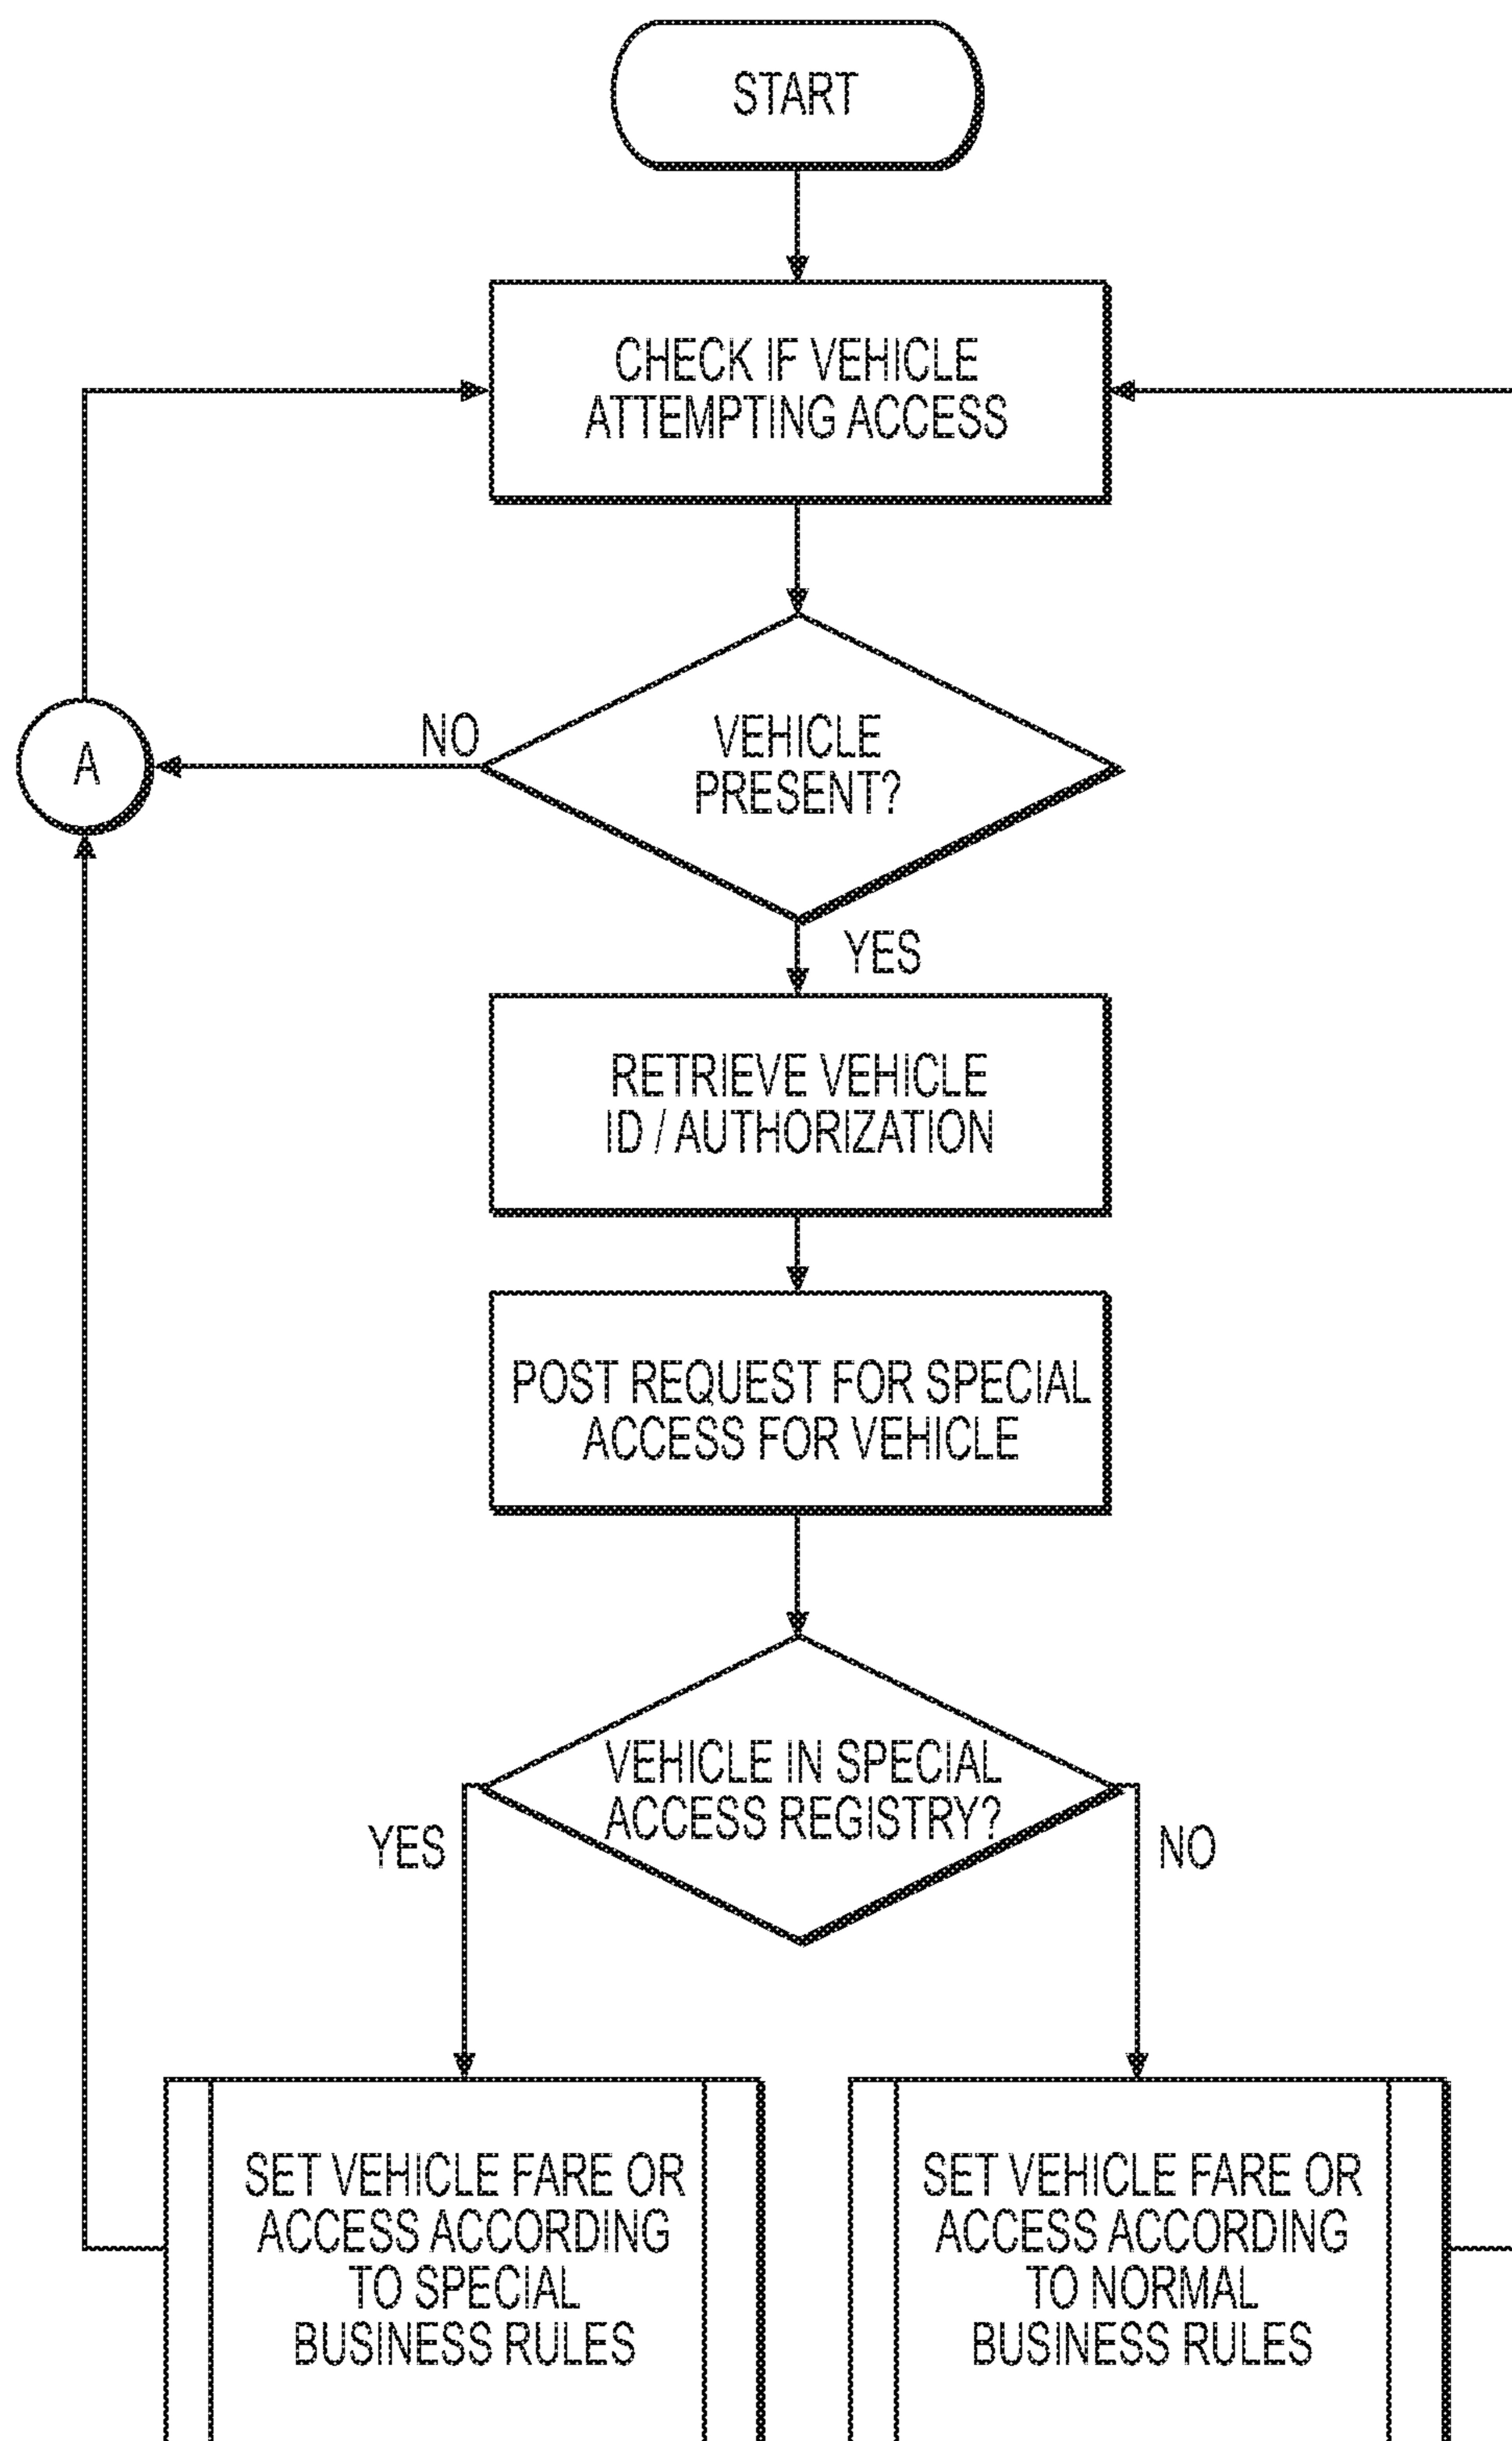 START
CHECK IF VEHICLE
ATTEMPTING ACCESS
A
NO
VEHICLE
PRESENT?
YES
RETRIEVE VEHICLE
ID / AUTHORIZATION
POST REQUEST FOR SPECIAL
ACCESS FOR VEHICLE
VEHICLE IN SPECIAL
ACCESS REGISTRY?
YES
NO
SET VEHICLE FARE OR
ACCESS ACCORDING
TO SPECIAL
BUSINESS RULES
SET VEHICLE FARE OR
ACCESS ACCORDING
TO NORMAL
BUSINESS RULES